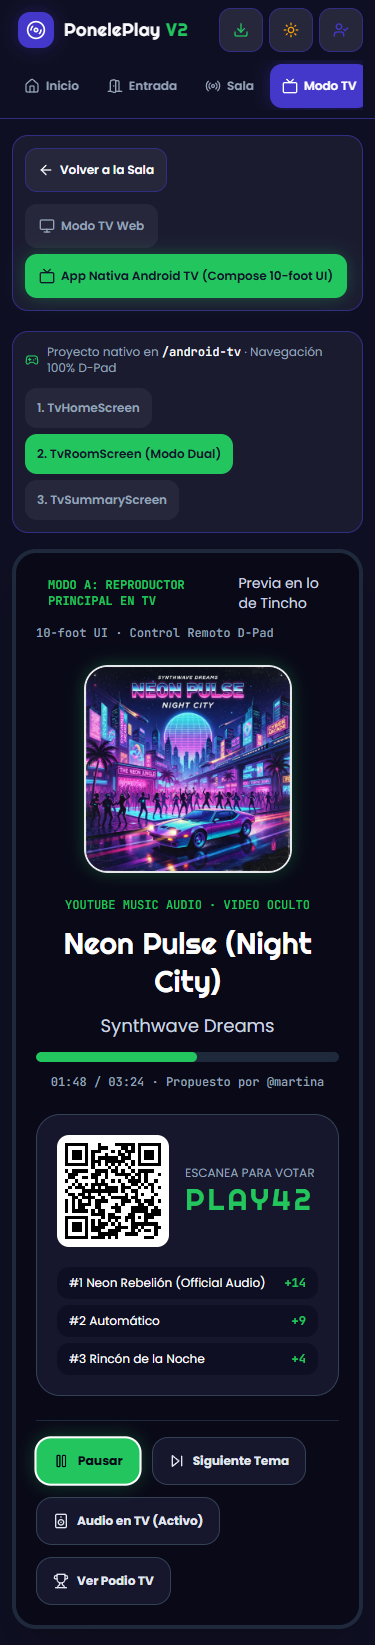 PonelePlay V2
Inicio
Entrada
Sala
Modo TV
Volver a la Sala
Modo TV Web
App Nativa Android TV (Compose 10-foot UI)
Proyecto nativo en /android-tv · Navegación
100% D-Pad
1. TvHomeScreen
2. TvRoomScreen (Modo Dual)
3. TvSummaryScreen
MODO A: REPRODUCTOR
PRINCIPAL EN TV
Previa en lo
de Tincho
10-foot UI · Control Remoto D-Pad
SYNTHWAVE DREAMS
NEON PULSE
NIGHT CITY
YOUTUBE MUSIC AUDIO · VIDEO OCULTO
Neon Pulse (Night
City)
Synthwave Dreams
01:48 / 03:24 · Propuesto por @martina
ESCANEA PARA VOTAR
PLAY42
#1 Neon Rebelión (Official Audio) +14
#2 Automático +9
#3 Rincón de la Noche +4
Pausar
Siguiente Tema
Audio en TV (Activo)
Ver Podio TV